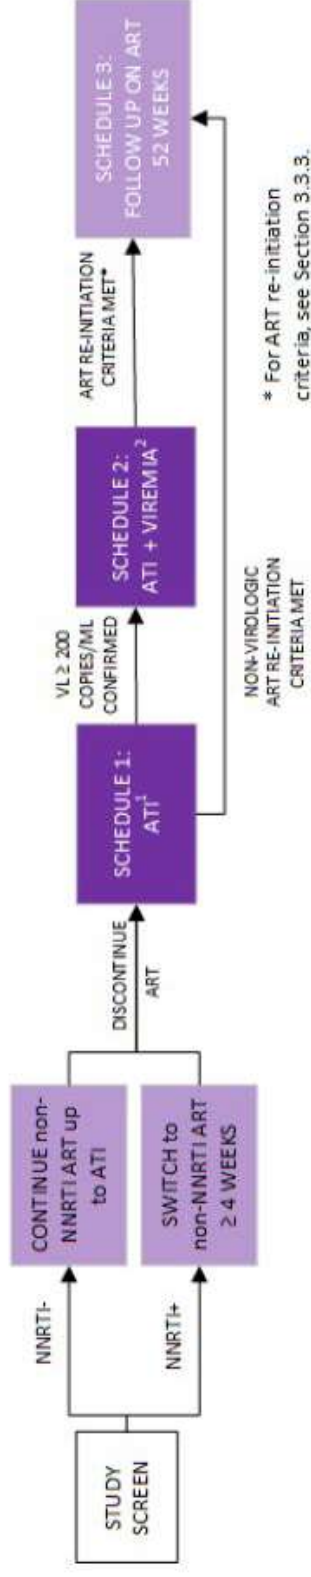 STUDY
SCREEN
NNRTI-
NNRTI+
CONTINUE non-
NNRTI ART up
to ATI
SWITCH to
non-NNRTI ART
≥ 4 WEEKS
DISCONTINUE
ART
SCHEDULE 1:
ATI¹
VL ≥ 200
COPIES/ML
CONFIRMED
SCHEDULE 2:
ATI + VIREMIA²
ART RE-INITIATION
CRITERIA MET*
SCHEDULE 3:
FOLLOW UP ON ART
52 WEEKS
NON-VIROLOGIC
ART RE-INITIATION
CRITERIA MET
* For ART re-initiation
criteria, see Section 3.3.3.